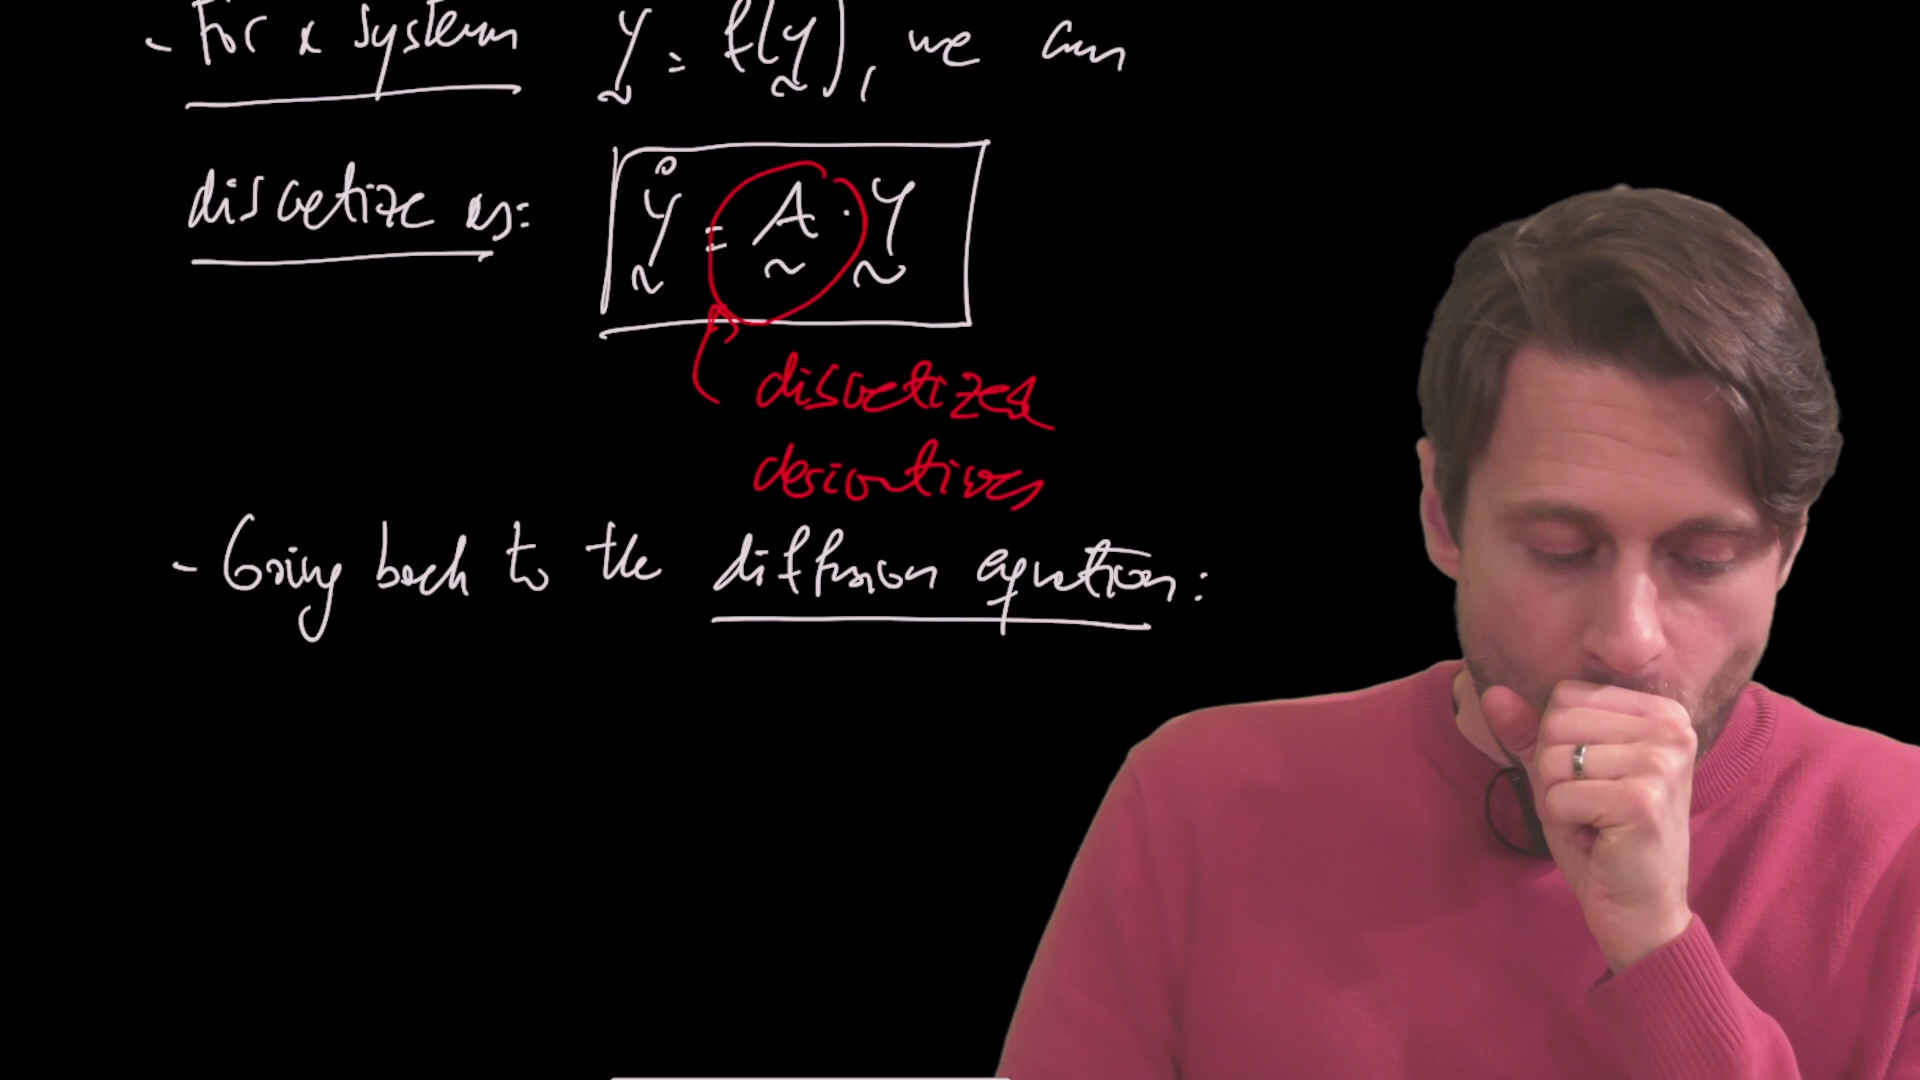 - For a system y = f(y), we can
~ ~
discretize as: ẏ = A · y
~ ~ ~
discretized
derivatives
- Going back to the diffusion equation: